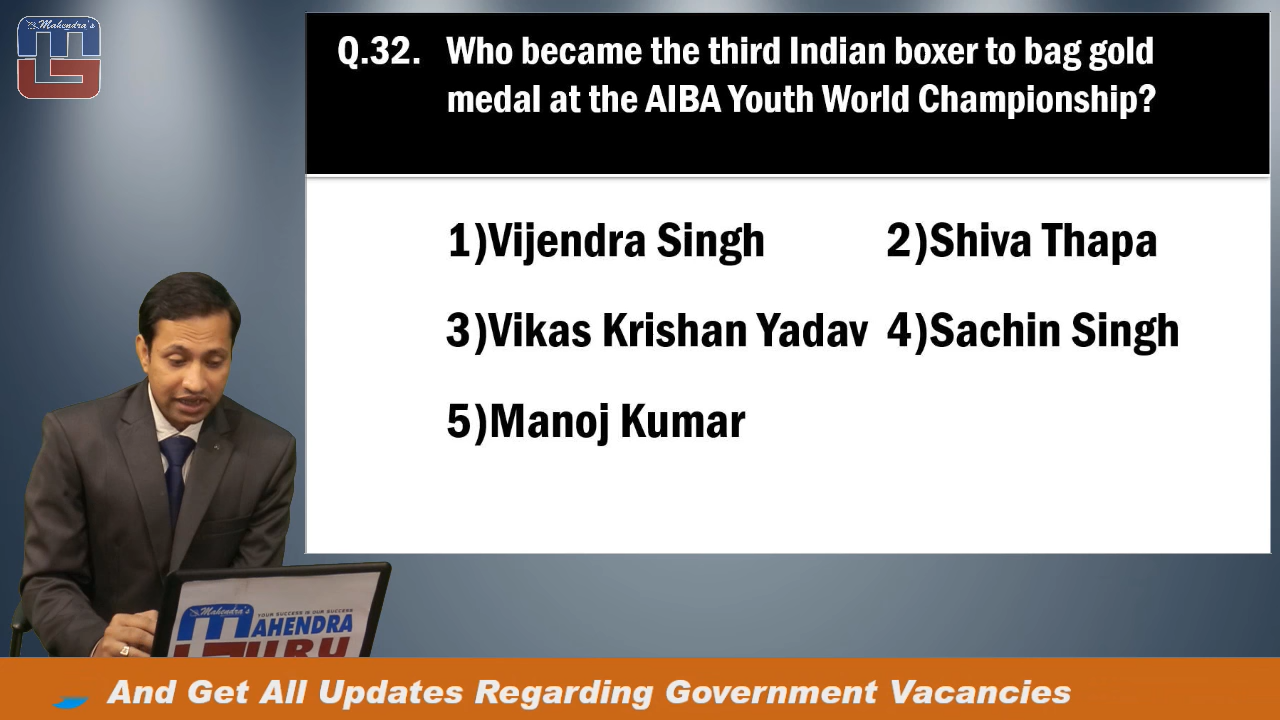 Mahendra's
Q.32. Who became the third Indian boxer to bag gold
medal at the AIBA Youth World Championship?
1)Vijendra Singh 2)Shiva Thapa
3)Vikas Krishan Yadav 4)Sachin Singh
5)Manoj Kumar
Mahendra's
YOUR SUCCESS IS OUR SUCCESS
MAHENDRA
GURU
And Get All Updates Regarding Government Vacancies